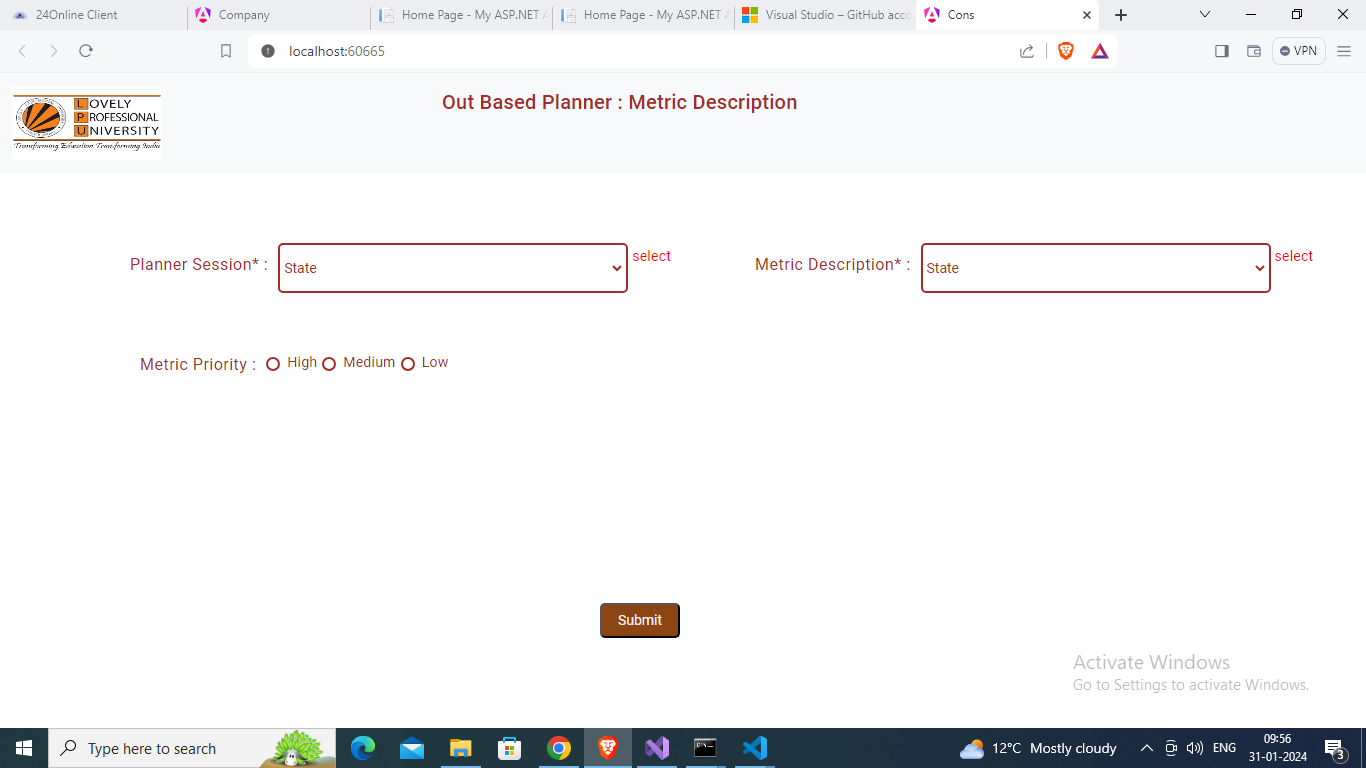 24Online Client
Company
Home Page - My ASP.NET A
Home Page - My ASP.NET A
Visual Studio – GitHub acco
Cons
localhost:60665
VPN
LOVELY
PROFESSIONAL
UNIVERSITY
Transforming Education Transforming India
Out Based Planner : Metric Description
Planner Session* :
State
select
Metric Description* :
State
select
Metric Priority :
High
Medium
Low
Submit
Activate Windows
Go to Settings to activate Windows.
Type here to search
12°C Mostly cloudy
ENG
09:56
31-01-2024
3